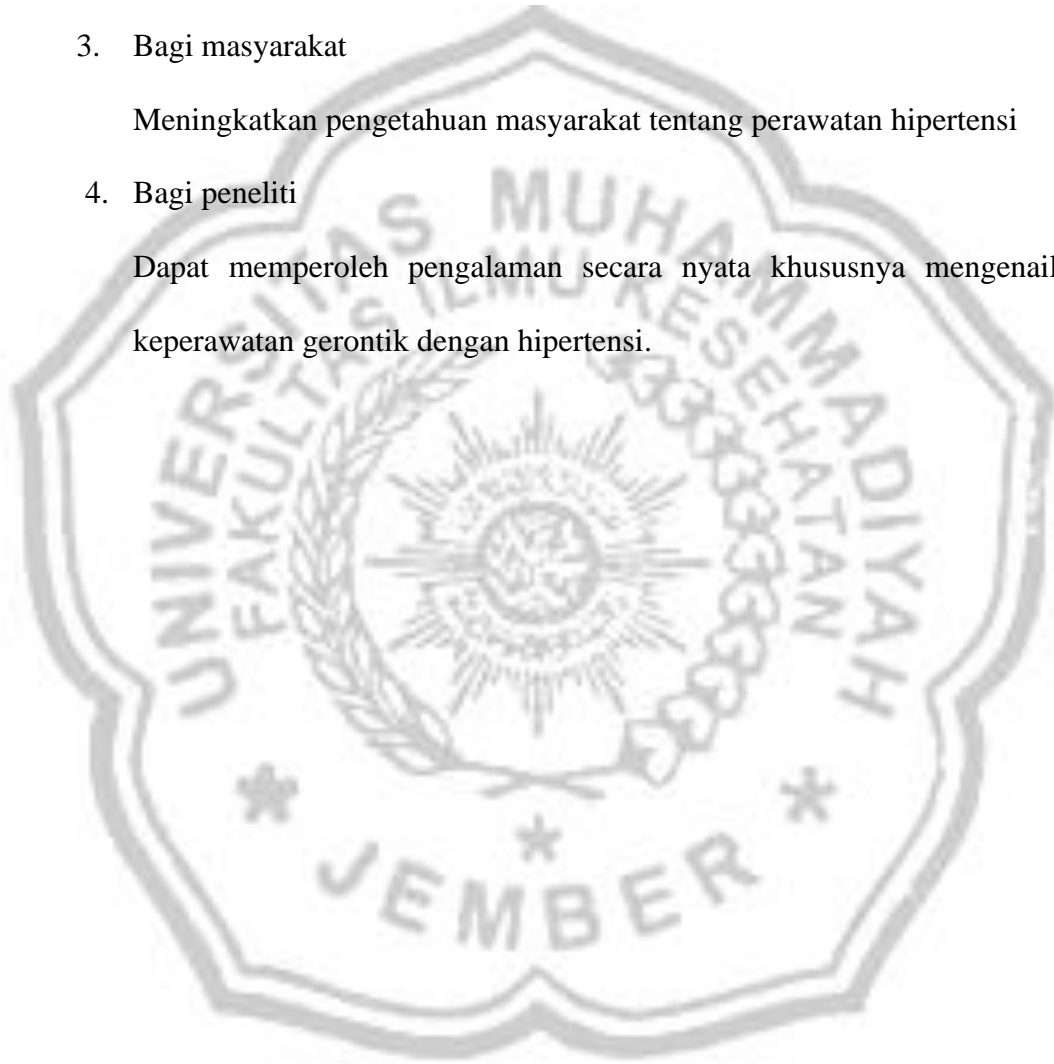 3. Bagi masyarakat
Meningkatkan pengetahuan masyarakat tentang perawatan hipertensi
4. Bagi peneliti
Dapat memperoleh pengalaman secara nyata khususnya mengenail
keperawatan gerontik dengan hipertensi.
UNIVERSITAS MUHAMMADIYAH
FAKULTAS ILMU KESEHATAN
* JEMBER *